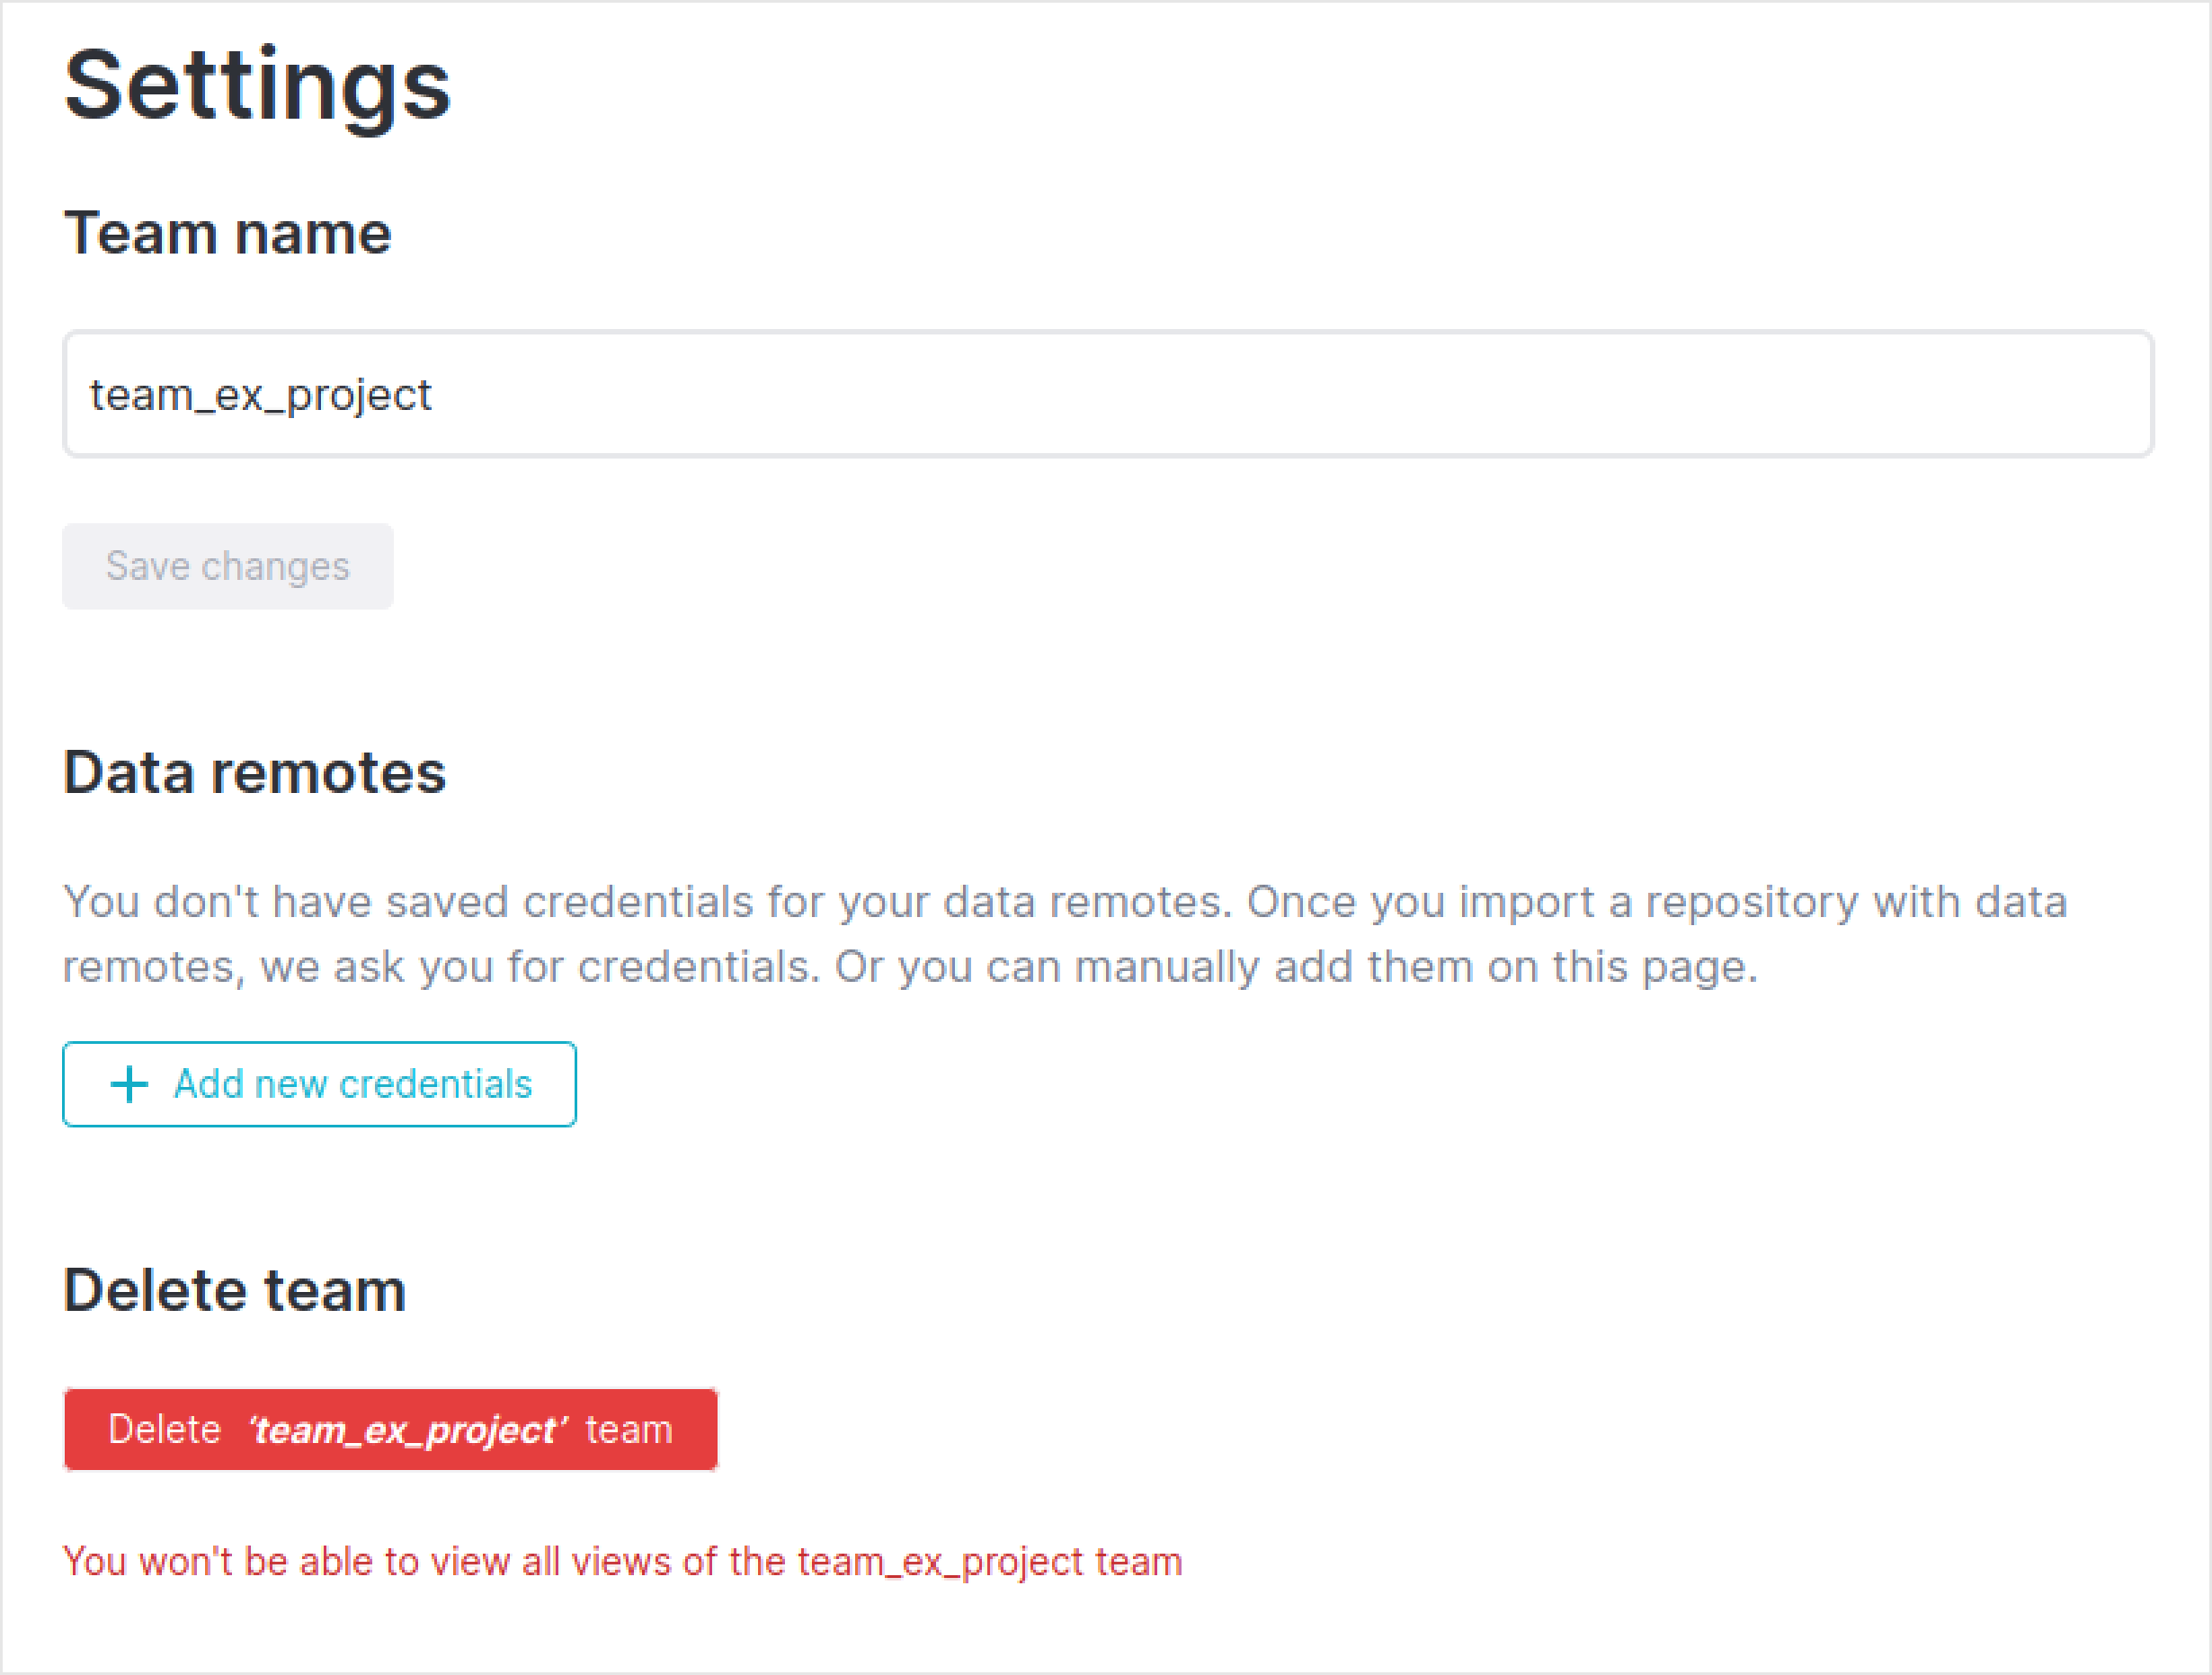 Settings
Team name
team_ex_project
Save changes
Data remotes
You don't have saved credentials for your data remotes. Once you import a repository with data
remotes, we ask you for credentials. Or you can manually add them on this page.
+ Add new credentials
Delete team
Delete ‘team_ex_project’ team
You won't be able to view all views of the team_ex_project team